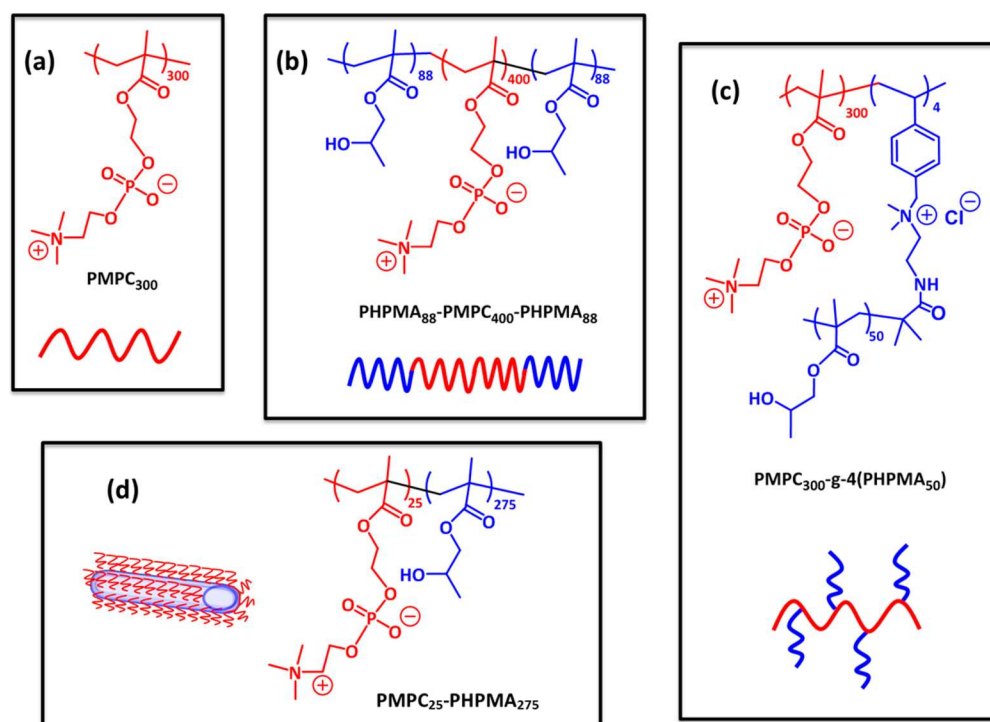 (a)
300
O
O
O
O
P
O
O
N
PMPC300
(b)
88
400
88
O
O
HO
O
O
O
O
HO
O
O
P
O
O
N
PHPMA88-PMPC400-PHPMA88
(c)
300
4
O
O
O
O
P
O
O
N
N
Cl
NH
O
50
O
O
HO
PMPC300-g-4(PHPMA50)
(d)
25
275
O
O
O
O
HO
O
O
P
O
O
N
PMPC25-PHPMA275